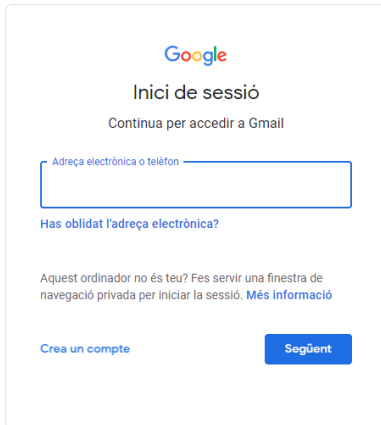 Google
Inici de sessió
Continua per accedir a Gmail
Adreça electrònica o telèfon
Has oblidat l'adreça electrònica?
Aquest ordinador no és teu? Fes servir una finestra de
navegació privada per iniciar la sessió. Més informació
Crea un compte
Següent